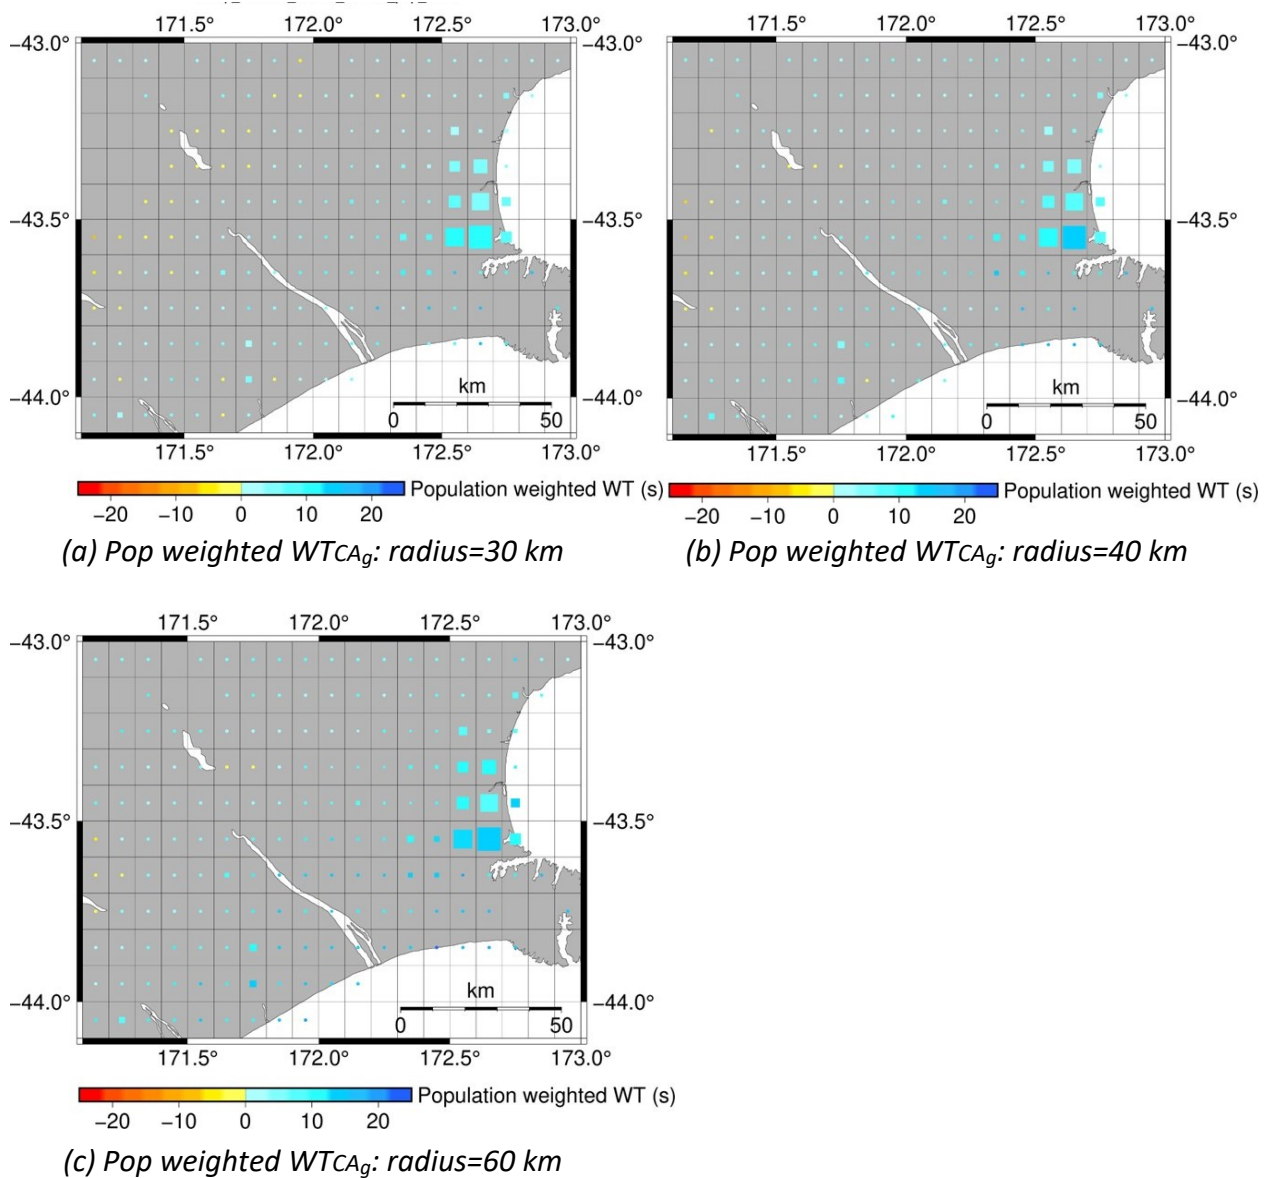 171.5° 172.0° 172.5° 173.0°
171.5° 172.0° 172.5° 173.0°
−43.0° −43.0° −43.0°
−43.5° −43.5° −43.5°
−44.0° −44.0° −44.0°
km
0 50
km
0 50
171.5° 172.0° 172.5° 173.0°
171.5° 172.0° 172.5° 173.0°
Population weighted WT (s)
−20 −10 0 10 20
Population weighted WT (s)
−20 −10 0 10 20
(a) Pop weighted WTCAg: radius=30 km
(b) Pop weighted WTCAg: radius=40 km
171.5° 172.0° 172.5° 173.0°
−43.0° −43.0°
−43.5° −43.5°
−44.0° −44.0°
km
0 50
171.5° 172.0° 172.5° 173.0°
Population weighted WT (s)
−20 −10 0 10 20
(c) Pop weighted WTCAg: radius=60 km